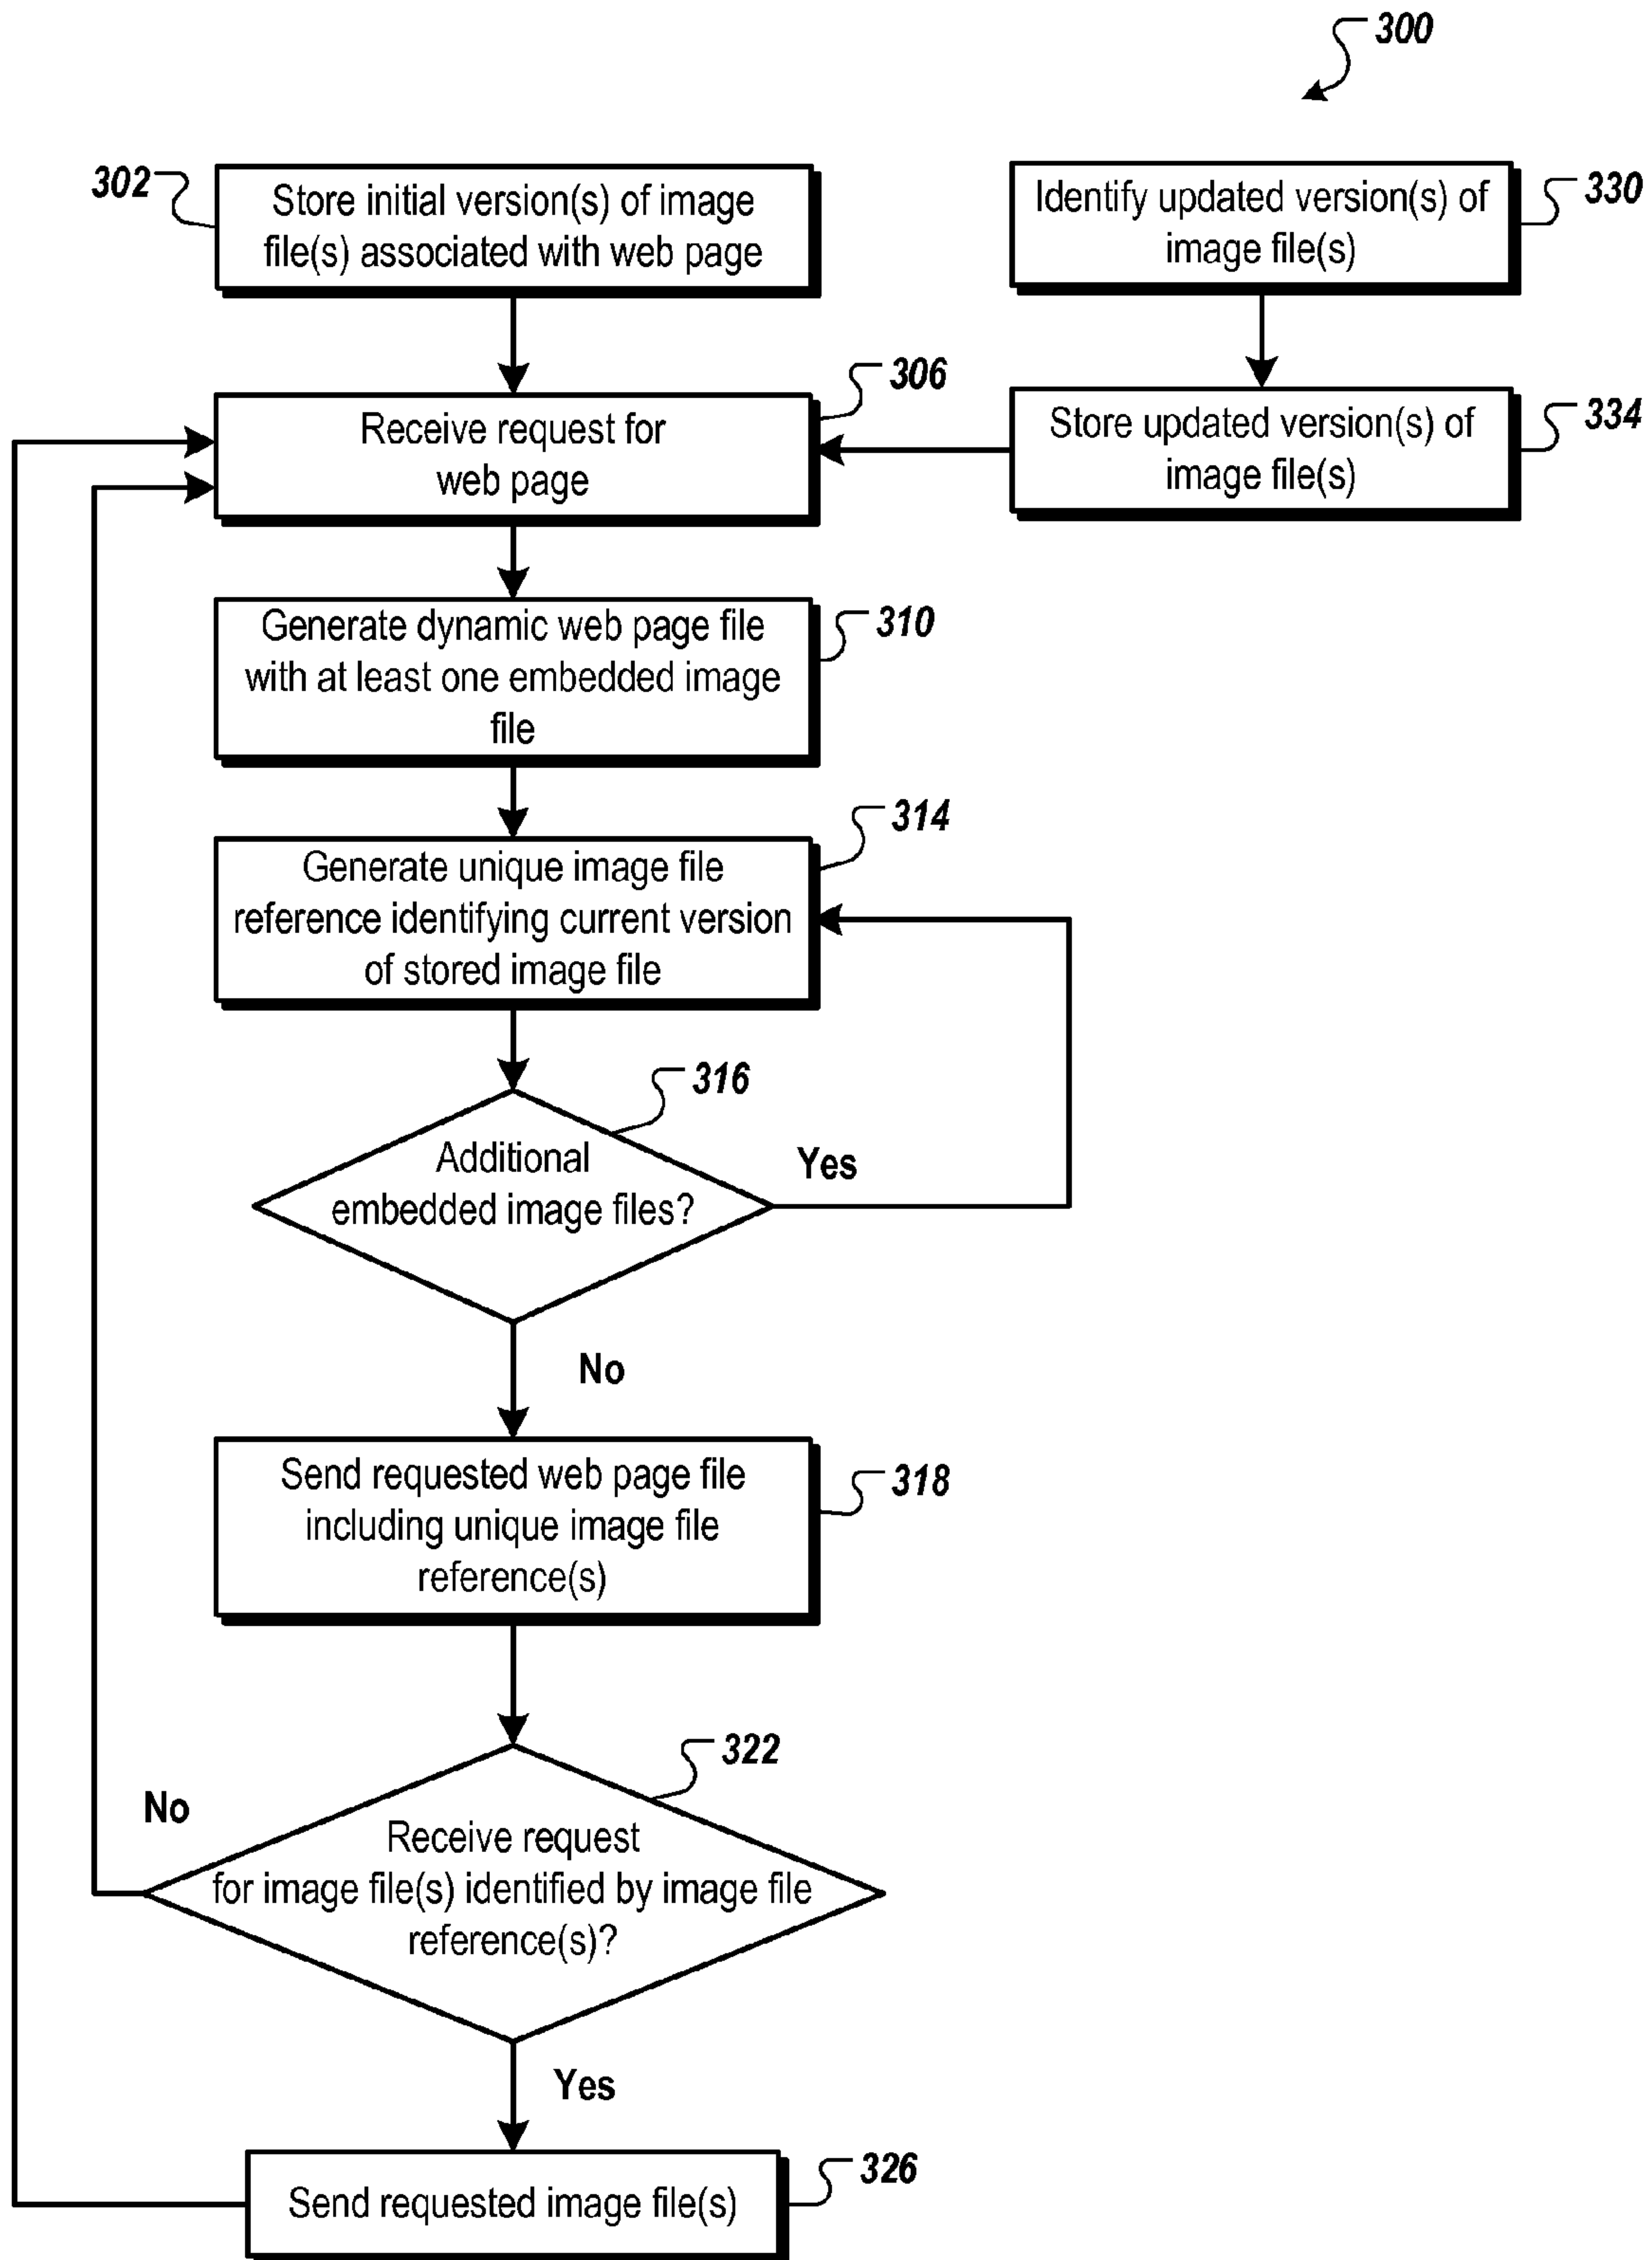 300
302
Store initial version(s) of image
file(s) associated with web page
Identify updated version(s) of
image file(s)
330
306
Receive request for
web page
Store updated version(s) of
image file(s)
334
Generate dynamic web page file
with at least one embedded image
file
310
314
Generate unique image file
reference identifying current version
of stored image file
316
Additional
embedded image files?
Yes
No
Send requested web page file
including unique image file
reference(s)
318
322
No
Receive request
for image file(s) identified by image file
reference(s)?
Yes
Send requested image file(s)
326